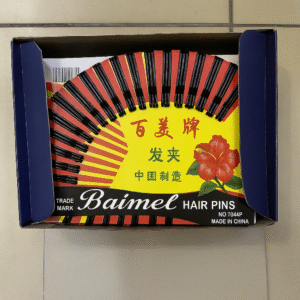 百美牌
发夹
中国制造
TRADE
MARK
Baimel HAIR PINS
NO 7044P
MADE IN CHINA